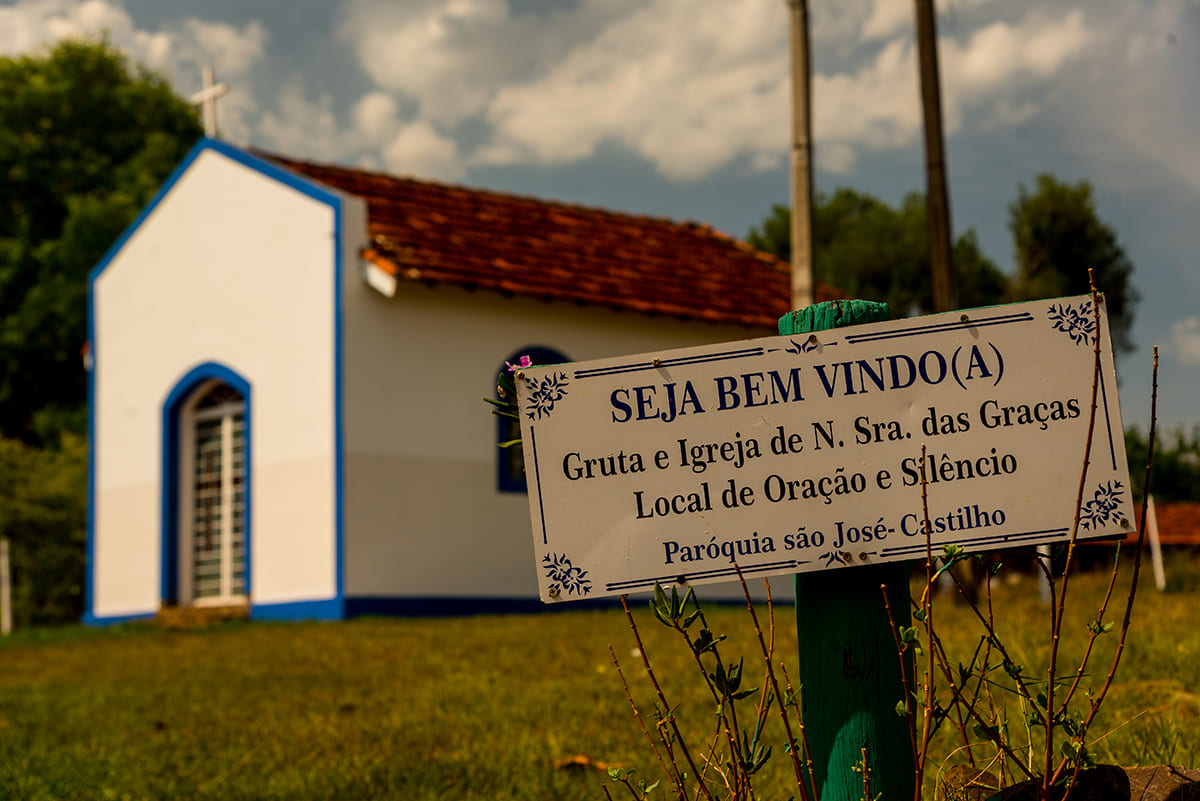 SEJA BEM VINDO(A)
Gruta e Igreja de N. Sra. das Graças
Local de Oração e Silêncio
Paróquia são José- Castilho